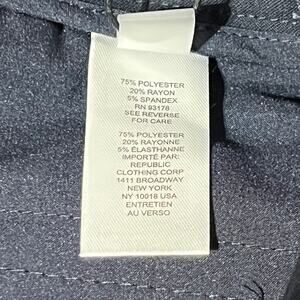 75% POLYESTER
20% RAYON
5% SPANDEX
RN 93176
SEE REVERSE
FOR CARE
75% POLYESTER
20% RAYONNE
5% ÉLASTHANNE
IMPORTÉ PAR:
REPUBLIC
CLOTHING CORP
1411 BROADWAY
NEW YORK
NY 10018 USA
ENTRETIEN
AU VERSO